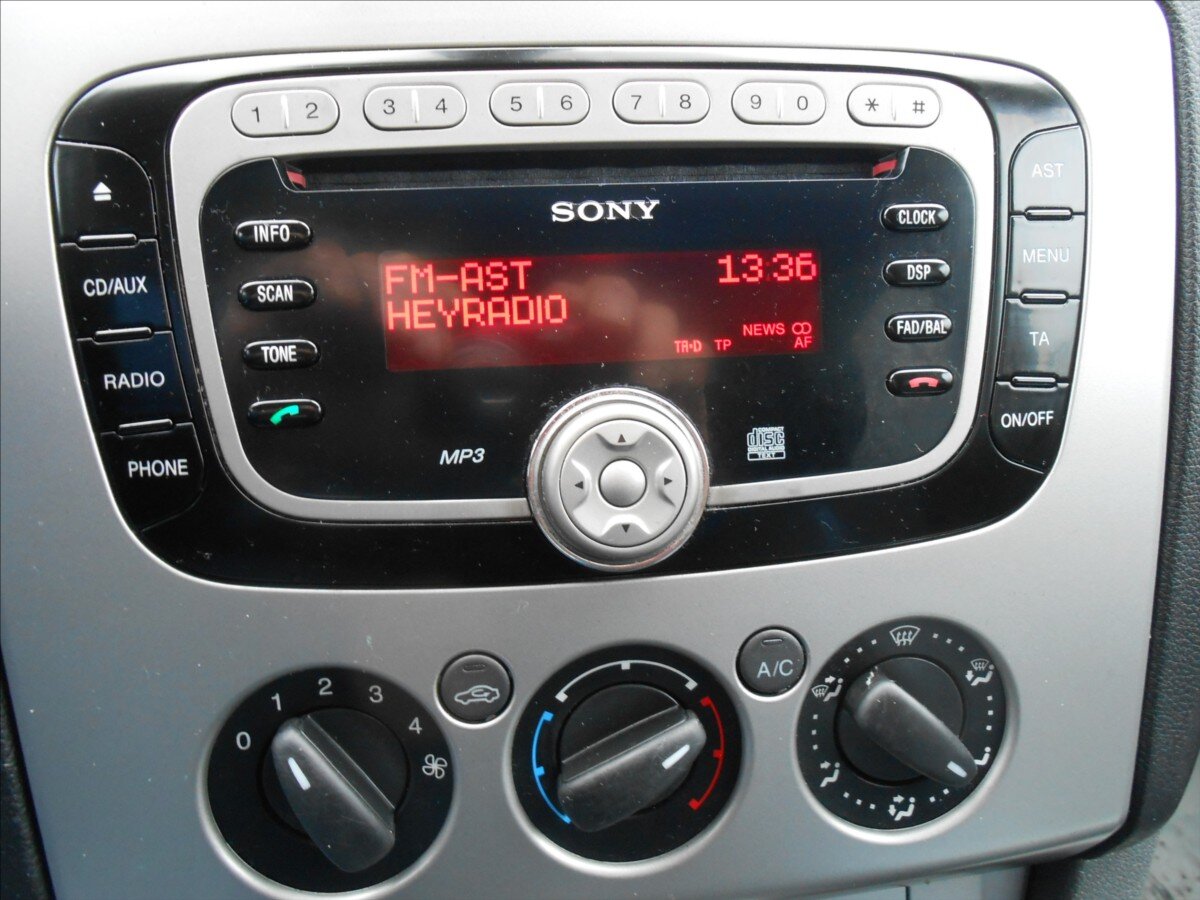 1 2 3 4 5 6 7 8 9 0 * #
SONY
INFO
SCAN
TONE
CD/AUX
RADIO
PHONE
FM-AST 13:36
HEYRADIO
NEWS
TA·D TP AF
CLOCK
DSP
FAD/BAL
AST
MENU
TA
ON/OFF
MP3
COMPACT
disc
DIGITAL AUDIO
TEXT
0 1 2 3 4
A/C